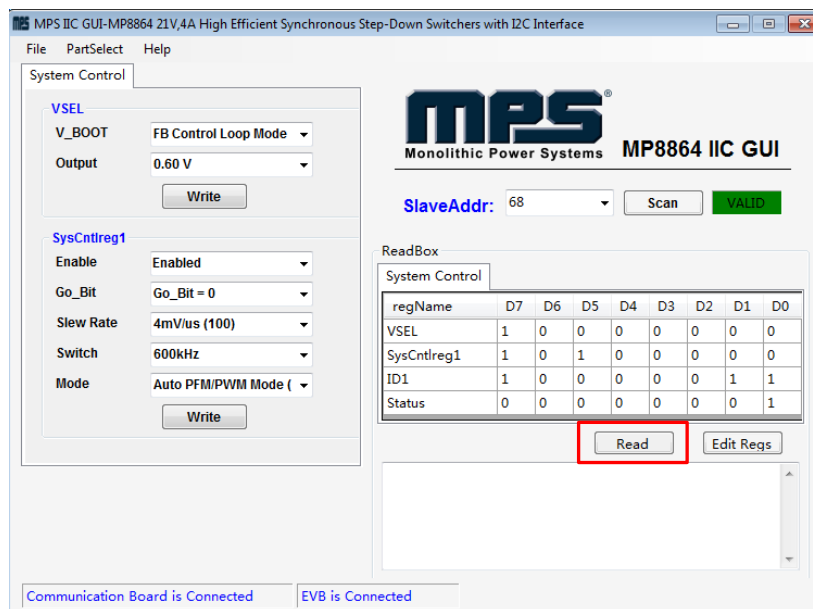 MPS IIC GUI-MP8864 21V,4A High Efficient Synchronous Step-Down Switchers with I2C Interface
File PartSelect Help
System Control
VSEL
V_BOOT FB Control Loop Mode
Output 0.60 V
Write
SysCntlreg1
Enable Enabled
Go_Bit Go_Bit = 0
Slew Rate 4mV/us (100)
Switch 600kHz
Mode Auto PFM/PWM Mode (
Write
MPS®
Monolithic Power Systems MP8864 IIC GUI
SlaveAddr: 68 Scan VALID
ReadBox
System Control
regName D7 D6 D5 D4 D3 D2 D1 D0
VSEL 1 0 0 0 0 0 0 0
SysCntlreg1 1 0 1 0 0 0 0 0
ID1 1 0 0 0 0 0 1 1
Status 0 0 0 0 0 0 0 1
Read Edit Regs
Communication Board is Connected EVB is Connected